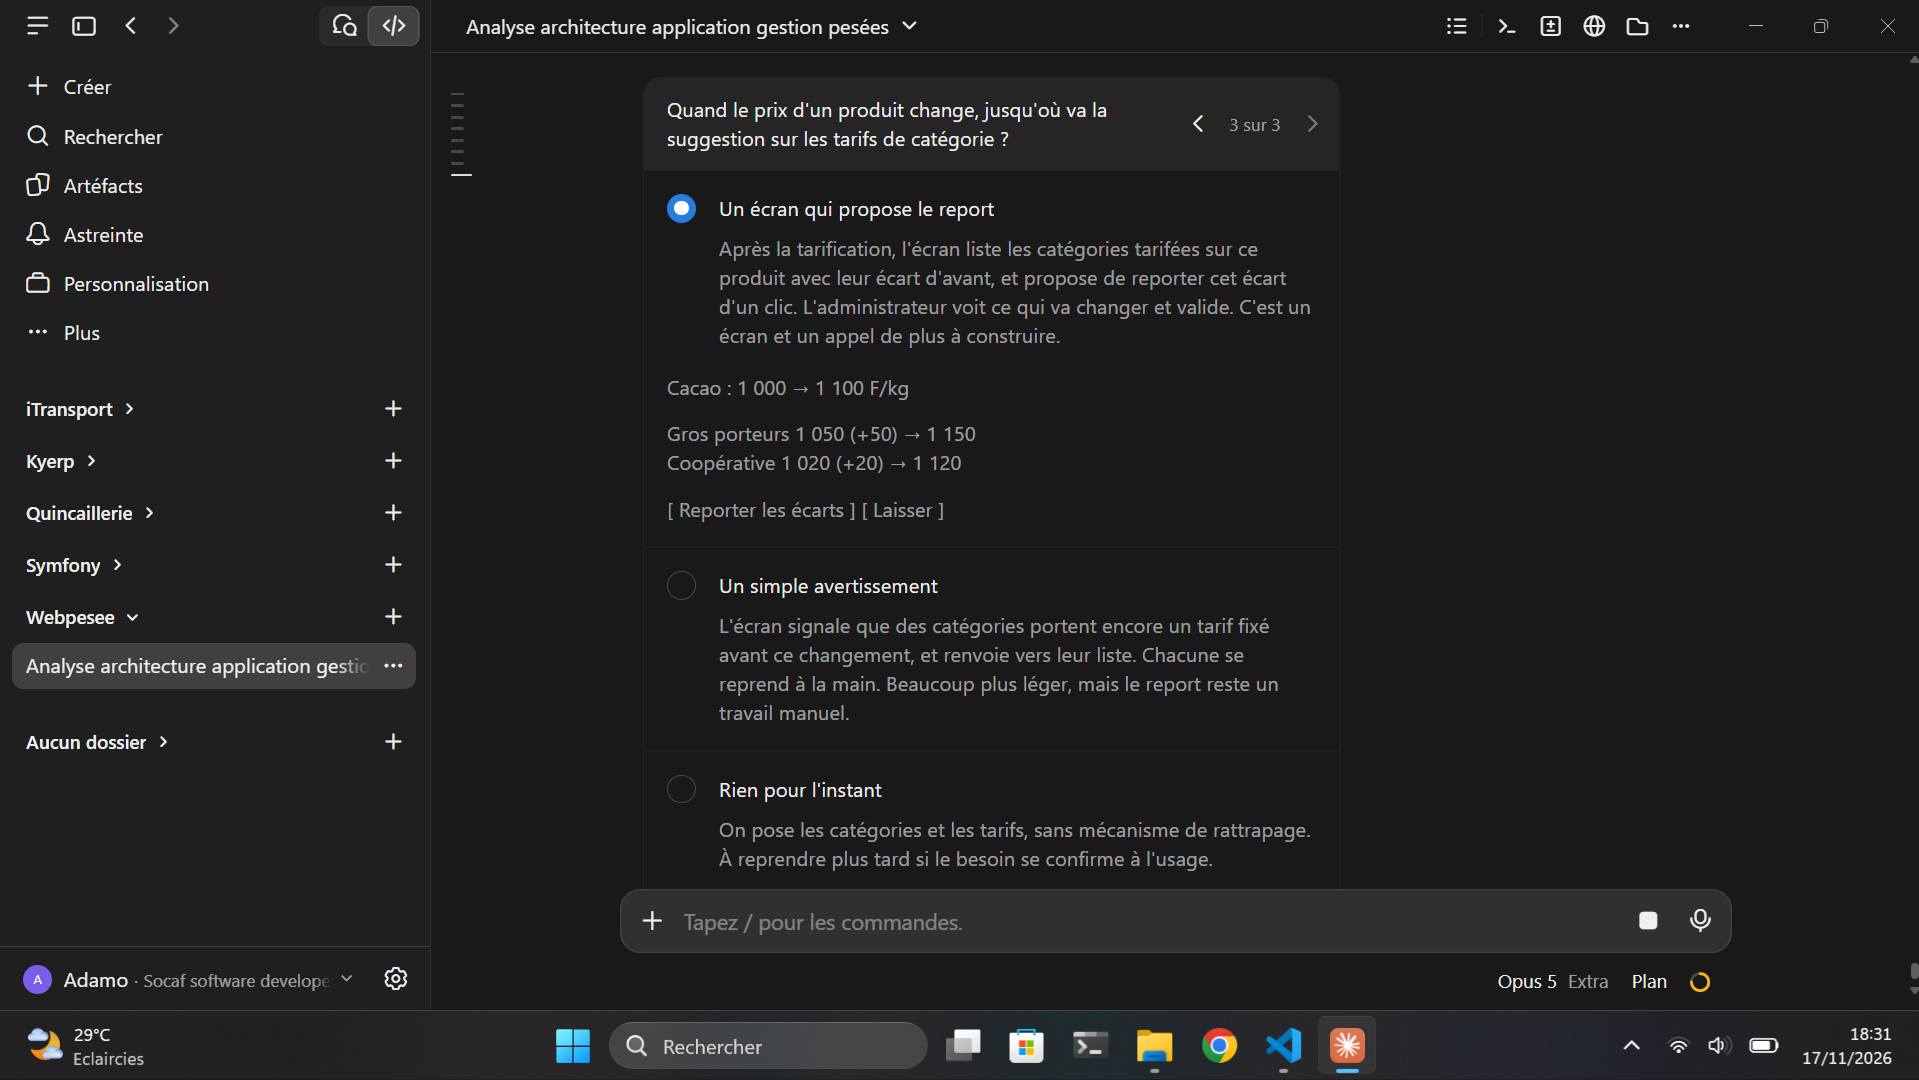 Analyse architecture application gestion pesées
Créer
Rechercher
Artéfacts
Astreinte
Personnalisation
Plus
iTransport
Kyerp
Quincaillerie
Symfony
Webpesee
Analyse architecture application gestio
Aucun dossier
A
Adamo · Socaf software develope
Quand le prix d'un produit change, jusqu'où va la
suggestion sur les tarifs de catégorie ?
3 sur 3
Un écran qui propose le report
Après la tarification, l'écran liste les catégories tarifées sur ce
produit avec leur écart d'avant, et propose de reporter cet écart
d'un clic. L'administrateur voit ce qui va changer et valide. C'est un
écran et un appel de plus à construire.
Cacao : 1 000 → 1 100 F/kg
Gros porteurs 1 050 (+50) → 1 150
Coopérative 1 020 (+20) → 1 120
[ Reporter les écarts ] [ Laisser ]
Un simple avertissement
L'écran signale que des catégories portent encore un tarif fixé
avant ce changement, et renvoie vers leur liste. Chacune se
reprend à la main. Beaucoup plus léger, mais le report reste un
travail manuel.
Rien pour l'instant
On pose les catégories et les tarifs, sans mécanisme de rattrapage.
À reprendre plus tard si le besoin se confirme à l'usage.
Tapez / pour les commandes.
Opus 5 Extra Plan
29°C
Eclaircies
Rechercher
18:31
17/11/2026